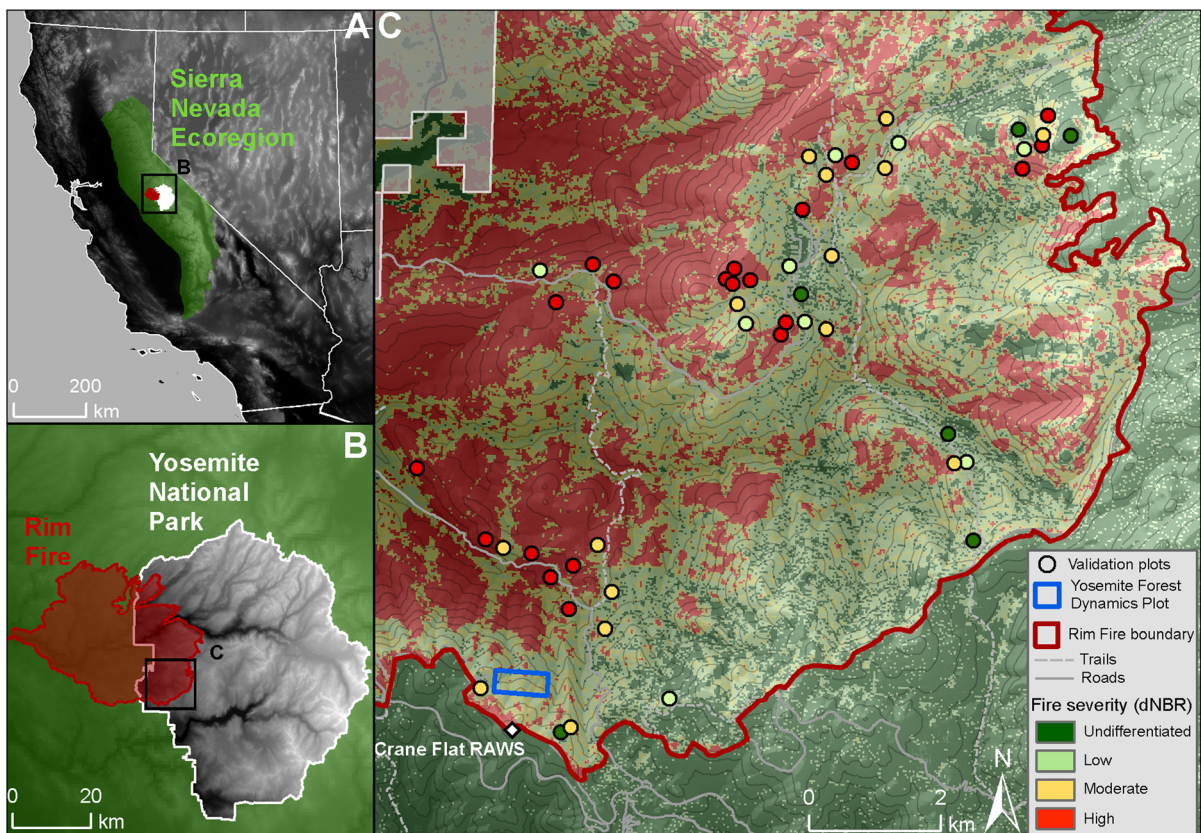 A
Sierra
Nevada
Ecoregion
B
0 200
km
B
Yosemite
National
Park
Rim
Fire
C
0 20
km
C
Crane Flat RAWS
0 2
km
N
Validation plots
Yosemite Forest
Dynamics Plot
Rim Fire boundary
Trails
Roads
Fire severity (dNBR)
Undifferentiated
Low
Moderate
High